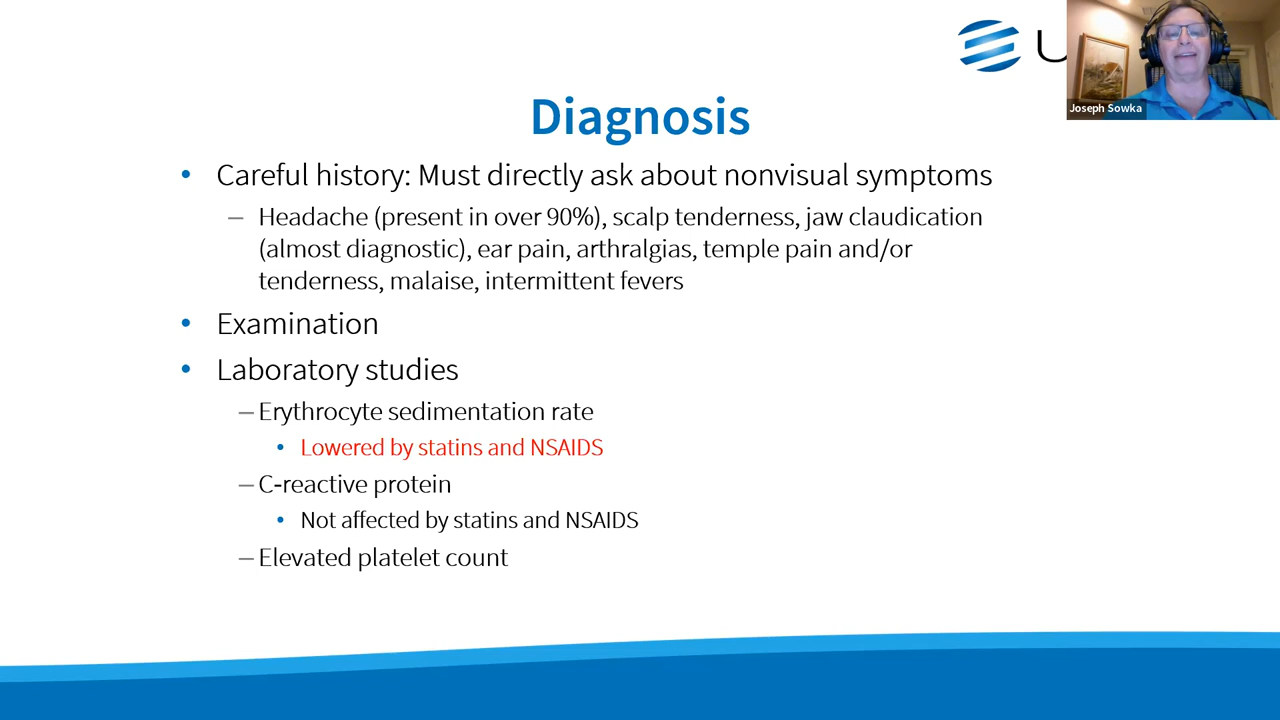 U
Joseph Sowka
Diagnosis
• Careful history: Must directly ask about nonvisual symptoms
– Headache (present in over 90%), scalp tenderness, jaw claudication
(almost diagnostic), ear pain, arthralgias, temple pain and/or
tenderness, malaise, intermittent fevers
• Examination
• Laboratory studies
– Erythrocyte sedimentation rate
• Lowered by statins and NSAIDS
– C-reactive protein
• Not affected by statins and NSAIDS
– Elevated platelet count